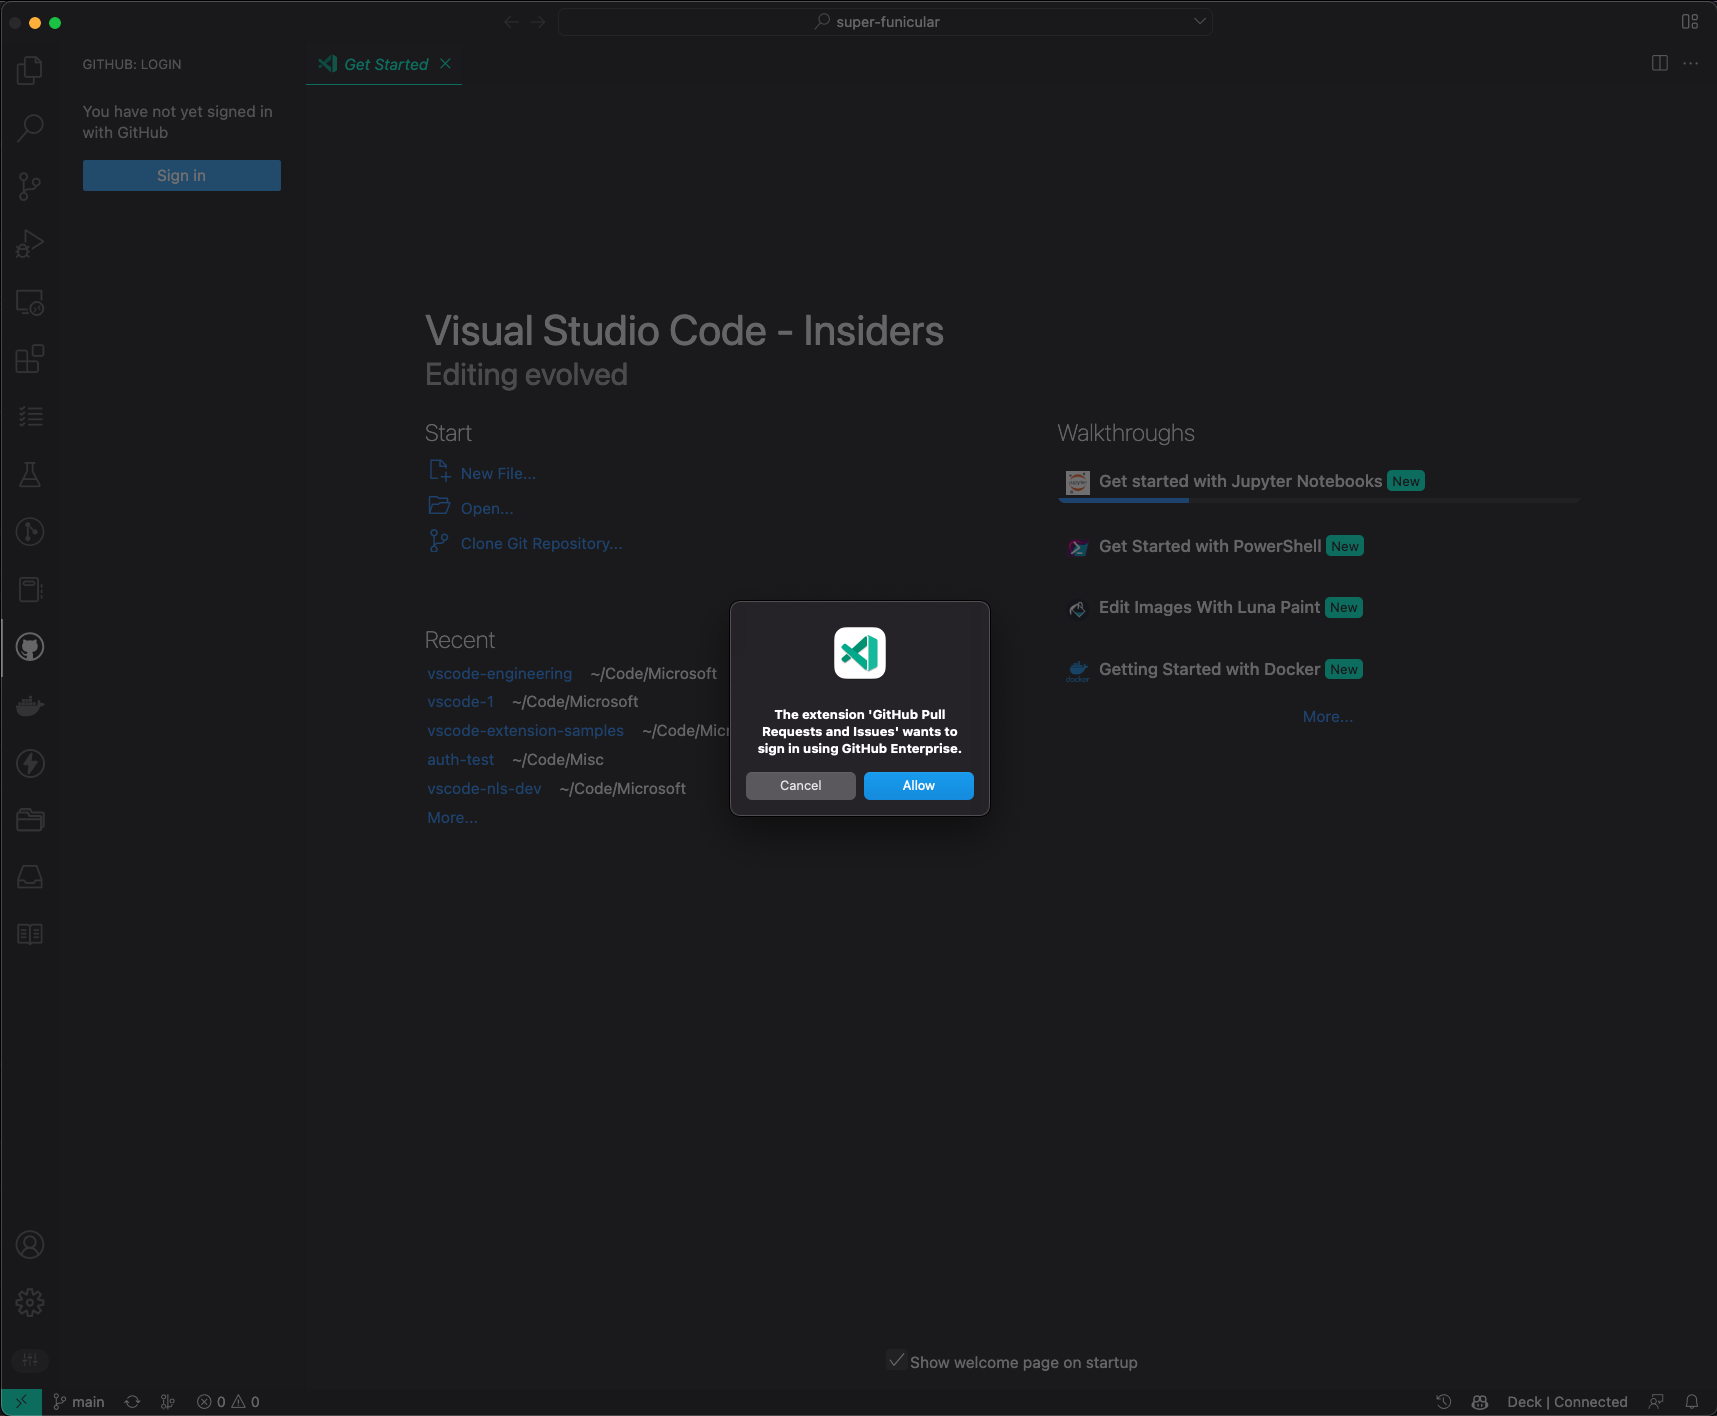 super-funicular
GITHUB: LOGIN
Get Started
You have not yet signed in
with GitHub
Sign in
Visual Studio Code - Insiders
Editing evolved
Start
New File...
Open...
Clone Git Repository...
Recent
vscode-engineering ~/Code/Microsoft
vscode-1 ~/Code/Microsoft
vscode-extension-samples ~/Code/Micr
auth-test ~/Code/Misc
vscode-nls-dev ~/Code/Microsoft
More...
Walkthroughs
Get started with Jupyter Notebooks New
Get Started with PowerShell New
Edit Images With Luna Paint New
Getting Started with Docker New
More...
The extension 'GitHub Pull
Requests and Issues' wants to
sign in using GitHub Enterprise.
Cancel
Allow
Show welcome page on startup
main
0
0
Deck | Connected